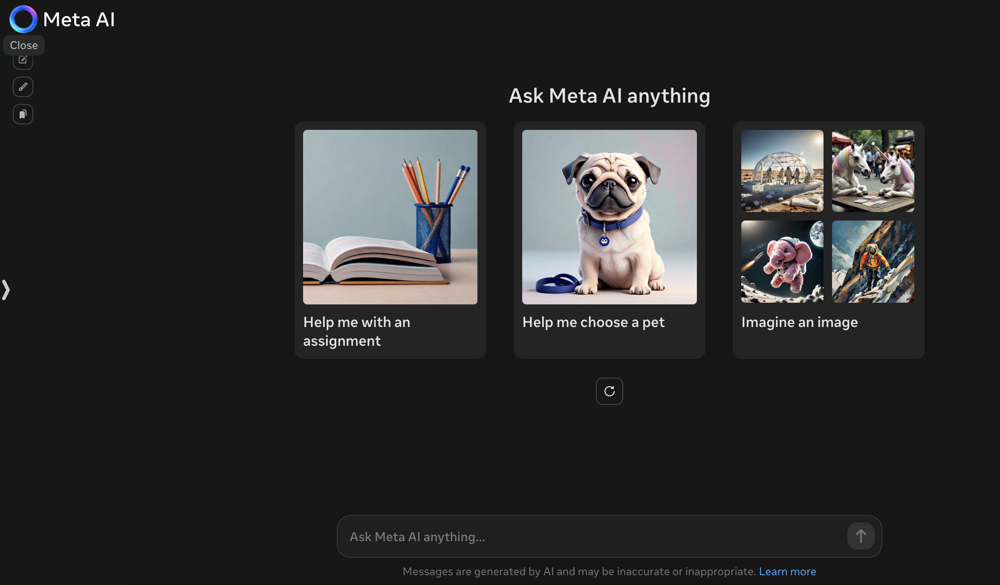 Meta AI
Close
Ask Meta AI anything
Help me with an
assignment
Help me choose a pet
Imagine an image
Ask Meta AI anything...
Messages are generated by AI and may be inaccurate or inappropriate. Learn more